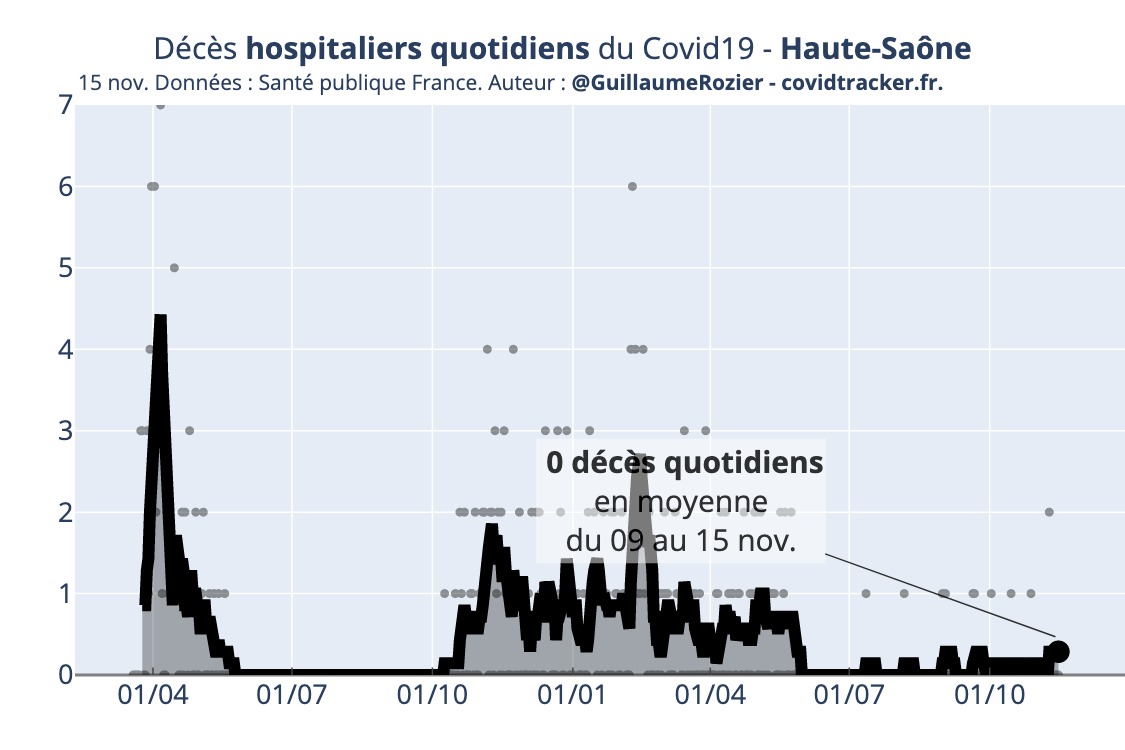 Décès hospitaliers quotidiens du Covid19 - Haute-Saône
15 nov. Données : Santé publique France. Auteur : @GuillaumeRozier - covidtracker.fr.
7
6
5
4
3
2
1
0
0 décès quotidiens
en moyenne
du 09 au 15 nov.
01/04 01/07 01/10 01/01 01/04 01/07 01/10